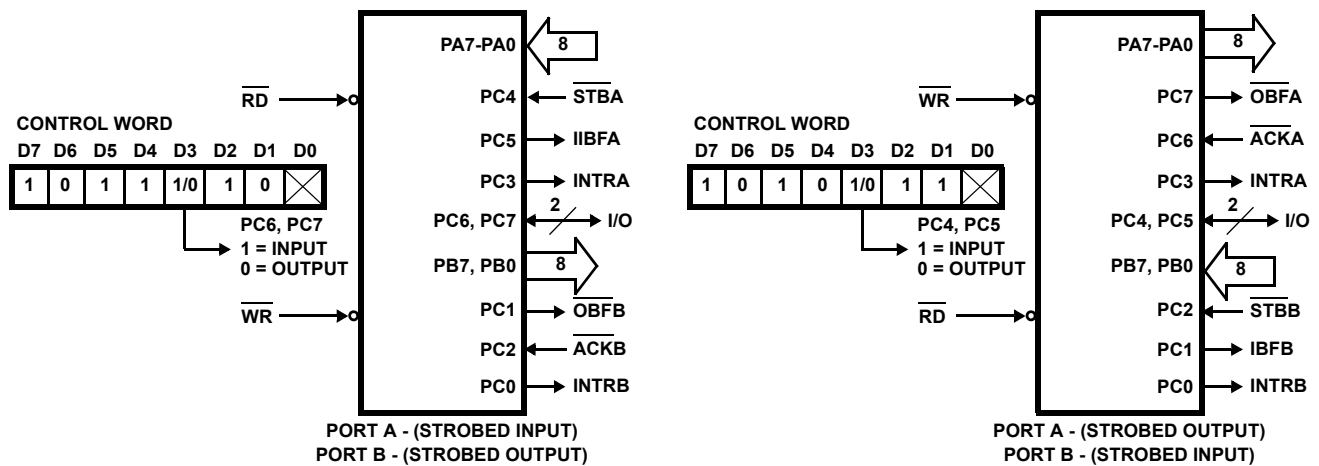 PA7-PA0
8
RD
PC4
STBA
CONTROL WORD
D7 D6 D5 D4 D3 D2 D1 D0
1 0 1 1 1/0 1 0
PC5
IIBFA
PC3
INTRA
PC6, PC7
1 = INPUT
0 = OUTPUT
PC6, PC7
2
I/O
PB7, PB0
8
WR
PC1
OBFB
PC2
ACKB
PC0
INTRB
PORT A - (STROBED INPUT)
PORT B - (STROBED OUTPUT)
PA7-PA0
8
WR
PC7
OBFA
CONTROL WORD
D7 D6 D5 D4 D3 D2 D1 D0
1 0 1 0 1/0 1 1
PC6
ACKA
PC3
INTRA
PC4, PC5
1 = INPUT
0 = OUTPUT
PC4, PC5
2
I/O
PB7, PB0
8
RD
PC2
STBB
PC1
IBFB
PC0
INTRB
PORT A - (STROBED OUTPUT)
PORT B - (STROBED INPUT)